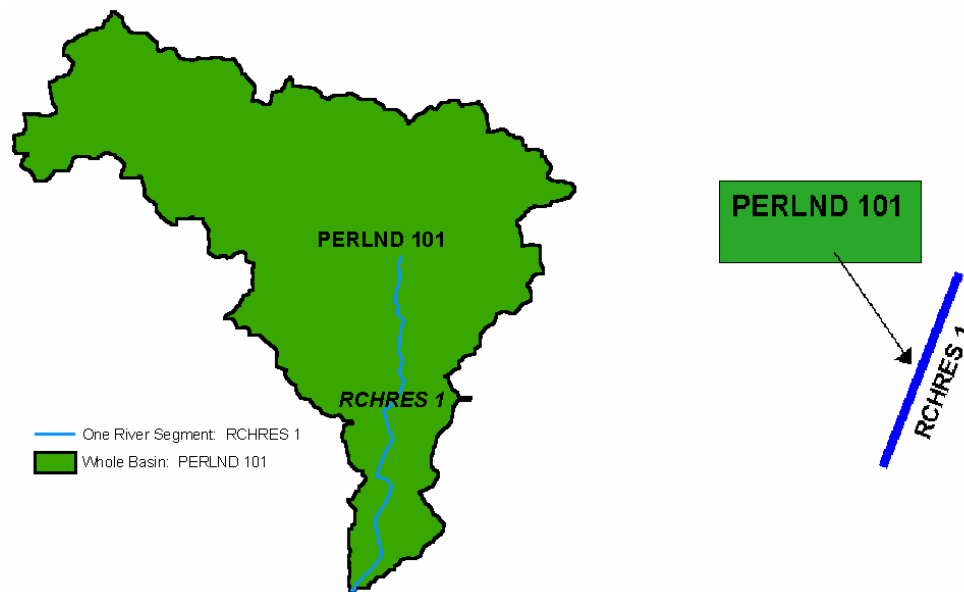 PERLND 101
RCHRES 1
One River Segment: RCHRES 1
Whole Basin: PERLND 101
PERLND 101
RCHRES 1